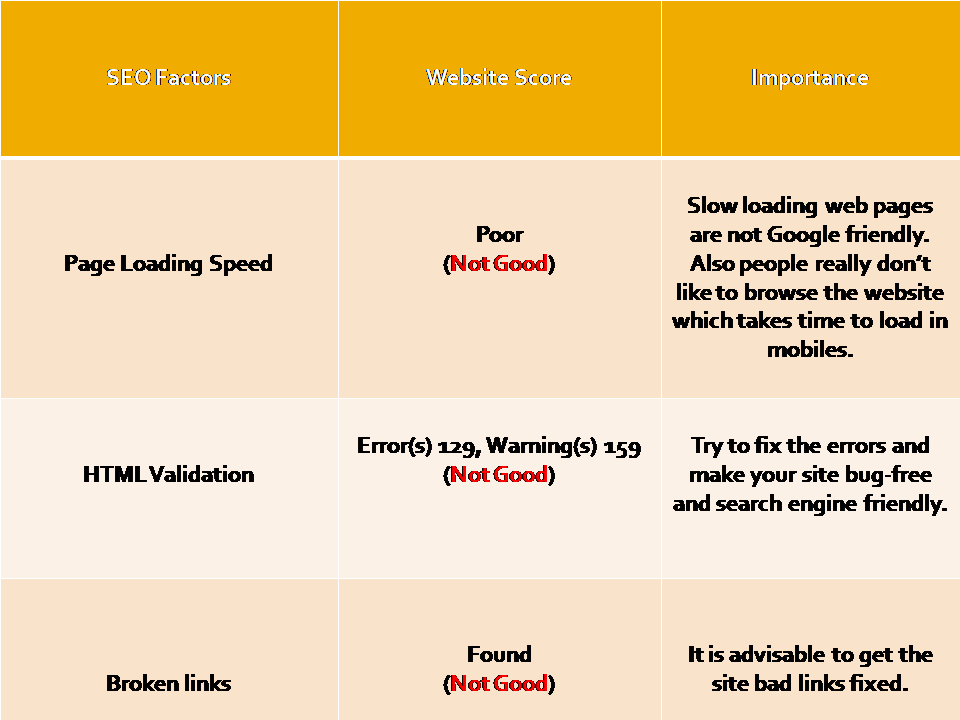 SEO Factors
Website Score
Importance
Page Loading Speed
Poor
(Not Good)
Slow loading web pages
are not Google friendly.
Also people really don't
like to browse the website
which takes time to load in
mobiles.
HTML Validation
Error(s) 129, Warning(s) 159
(Not Good)
Try to fix the errors and
make your site bug-free
and search engine friendly.
Broken links
Found
(Not Good)
It is advisable to get the
site bad links fixed.